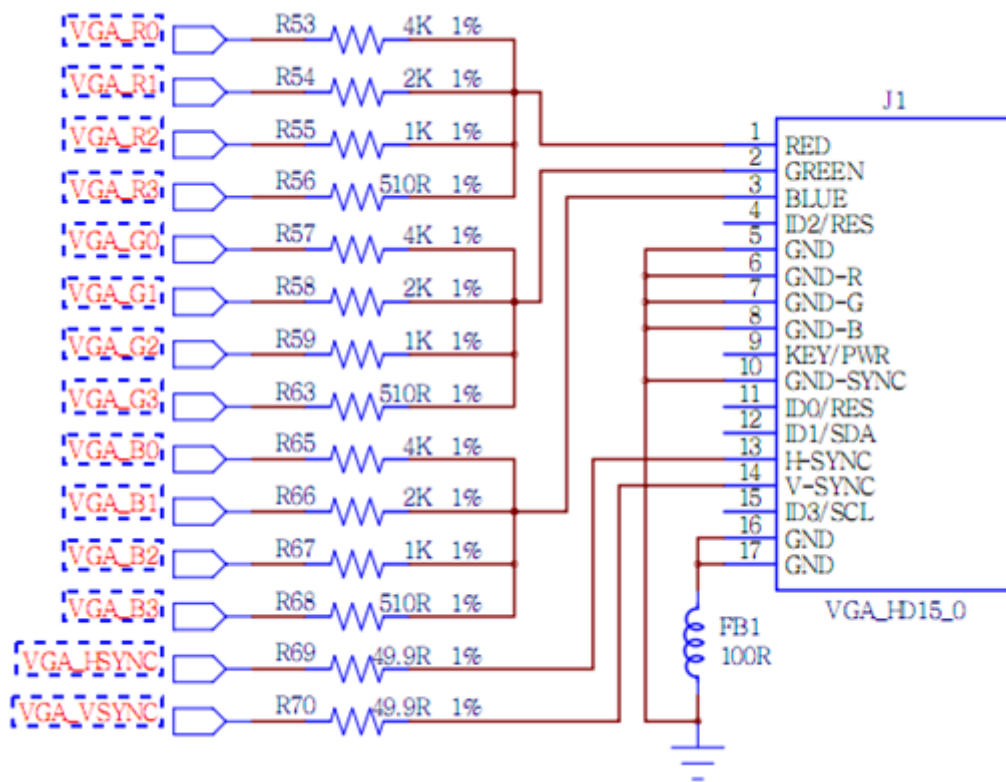 VGA_R0 R53 4K 1%
VGA_R1 R54 2K 1%
J1
VGA_R2 R55 1K 1% 1 RED
2 GREEN
VGA_R3 R56 510R 1% 3 BLUE
4 ID2/RES
VGA_G0 R57 4K 1% 5 GND
6 GND-R
VGA_G1 R58 2K 1% 7 GND-G
8 GND-B
VGA_G2 R59 1K 1% 9 KEY/PWR
10 GND-SYNC
VGA_G3 R63 510R 1% 11 ID0/RES
12 ID1/SDA
VGA_B0 R65 4K 1% 13 H-SYNC
14 V-SYNC
VGA_B1 R66 2K 1% 15 ID3/SCL
16 GND
VGA_B2 R67 1K 1% 17 GND
VGA_B3 R68 510R 1% VGA_HD15_0
FB1
VGA_HSYNC R69 49.9R 1% 100R
VGA_VSYNC R70 49.9R 1%